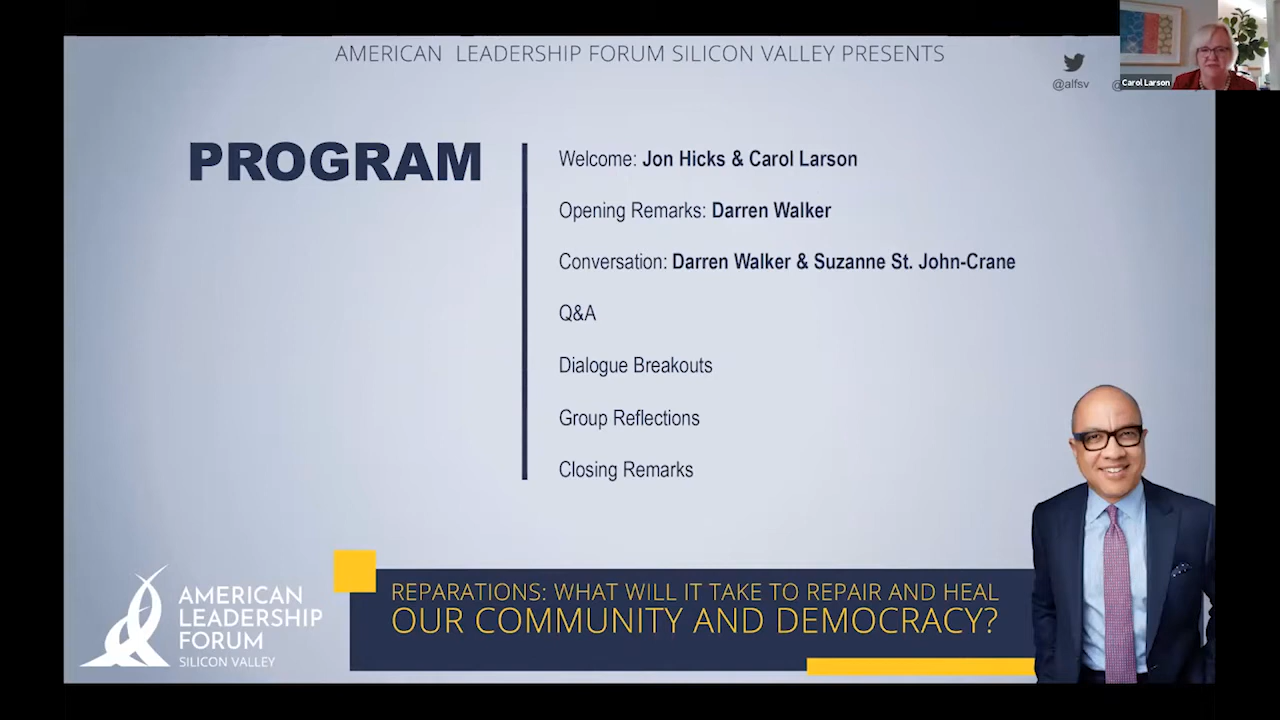 AMERICAN LEADERSHIP FORUM SILICON VALLEY PRESENTS
@alfsv
@
Carol Larson
PROGRAM
Welcome: Jon Hicks & Carol Larson
Opening Remarks: Darren Walker
Conversation: Darren Walker & Suzanne St. John-Crane
Q&A
Dialogue Breakouts
Group Reflections
Closing Remarks
AMERICAN
LEADERSHIP
FORUM
SILICON VALLEY
REPARATIONS: WHAT WILL IT TAKE TO REPAIR AND HEAL
OUR COMMUNITY AND DEMOCRACY?